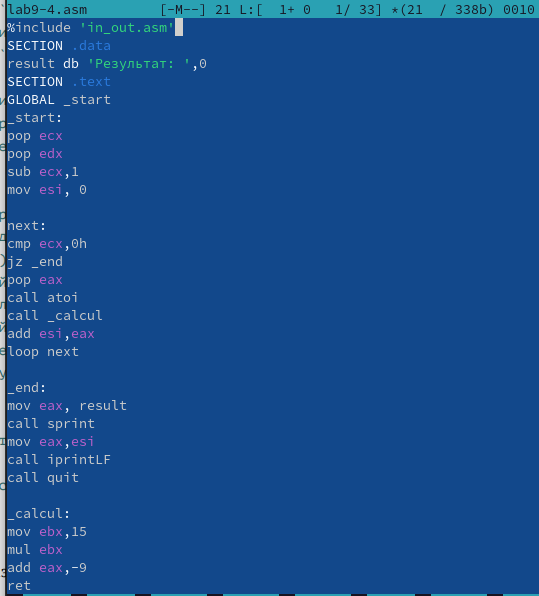 lab9-4.asm [-M--] 21 L:[ 1+ 0 1/ 33] *(21 / 338b) 0010
%include 'in_out.asm'
SECTION .data
result db 'Результат: ',0
SECTION .text
GLOBAL _start
_start:
pop ecx
pop edx
sub ecx,1
mov esi, 0
next:
cmp ecx,0h
jz _end
pop eax
call atoi
call _calcul
add esi,eax
loop next
_end:
mov eax, result
call sprint
mov eax,esi
call iprintLF
call quit
_calcul:
mov ebx,15
mul ebx
add eax,-9
ret